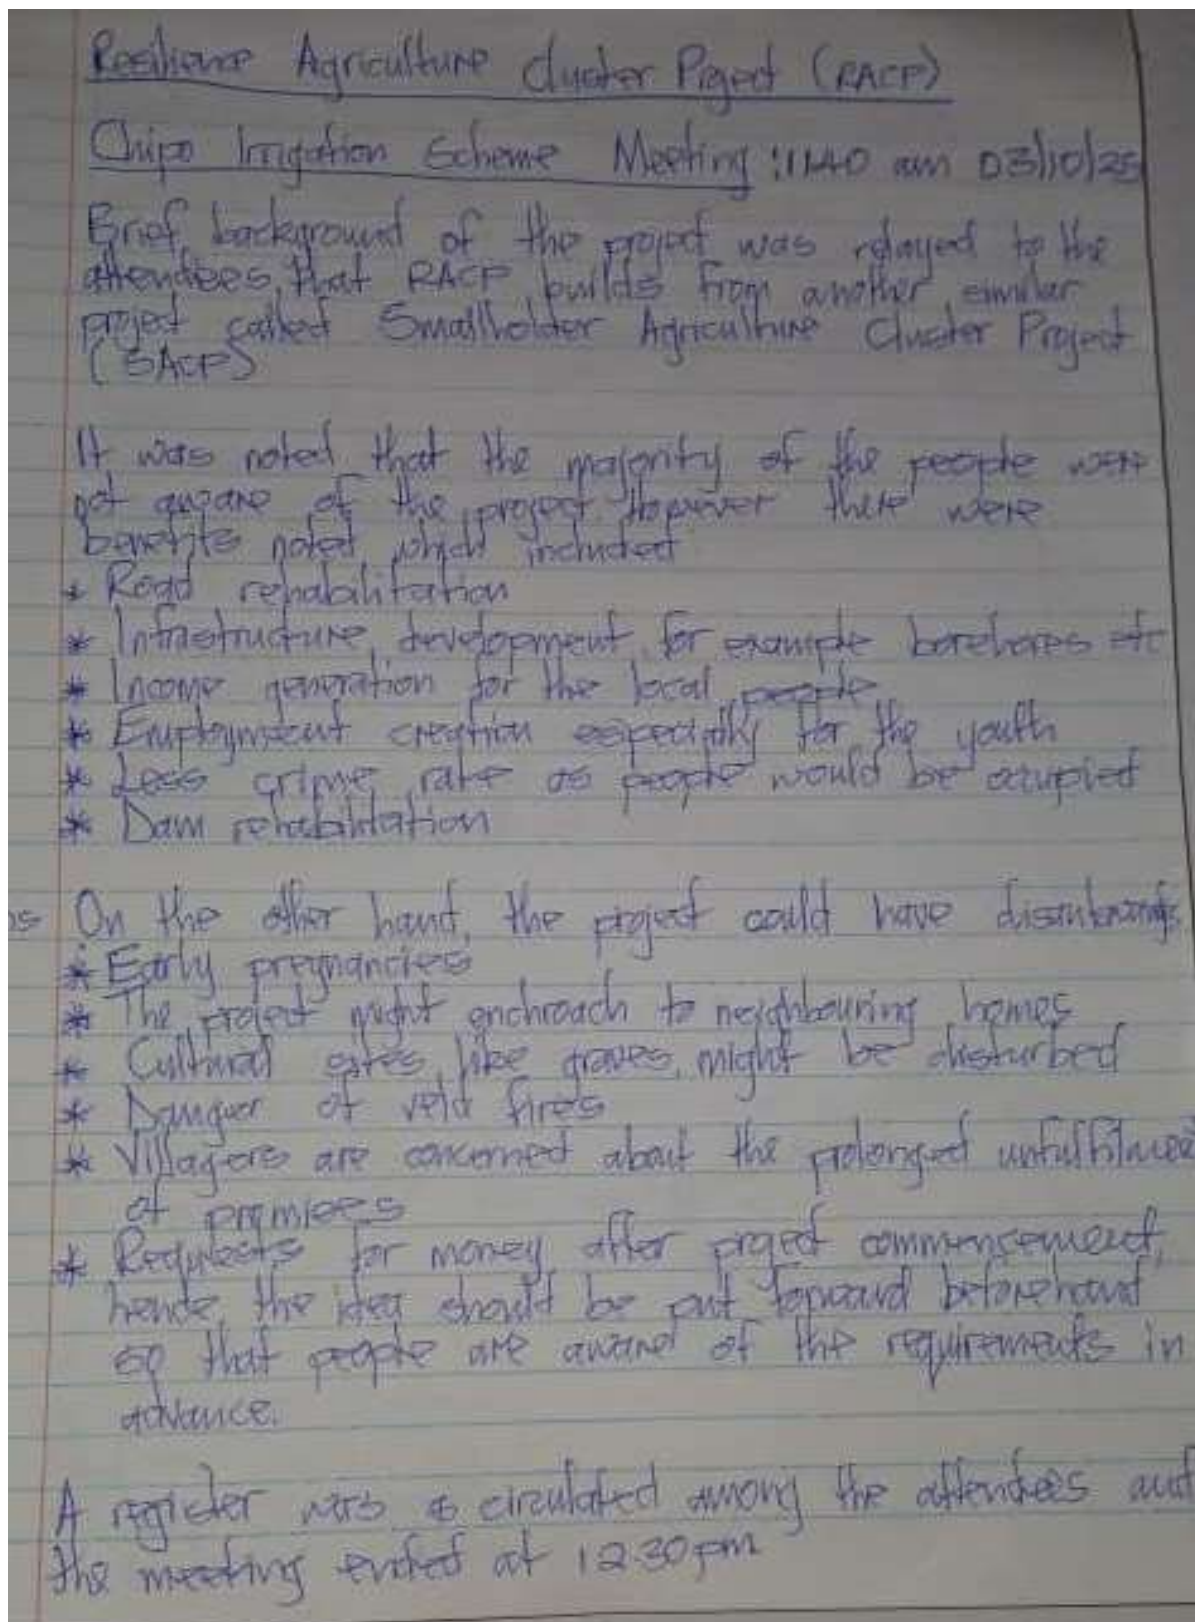 Resilience Agriculture Cluster Project (RACP)
Chipo Irrigation Scheme Meeting : 1140 am 03/10/25
Brief background of the project was relayed to the
attendees, that RACP builds from another similar
project called Smallholder Agriculture Cluster Project
(SACP)
It was noted that the majority of the people were
not aware of the project. However there were
benefits noted which included
* Road rehabilitation
* Infrastructure development for example boreholes etc
* Income generation for the local people
* Employment creation especially for the youth
* Less crime rate as people would be occupied
* Dam rehabilitation
On the other hand, the project could have
* Early pregnancies
* The project might enchroach to neighbouring homes
* Cultural sites like graves, might be disturbed
* Danger of veld fires
* Villagers are concerned about the prolonged unfulfilment
of promises
* Requests for money after project commencement,
hence the idea should be put forward beforehand
so that people are aware of the requirements in
advance.
A register was circulated among the attendees and
the meeting ended at 12 30pm